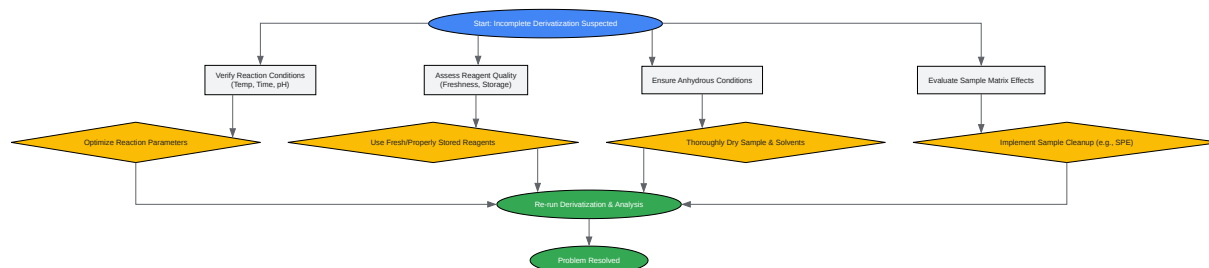 Start: Incomplete Derivatization Suspected
Verify Reaction Conditions
(Temp, Time, pH)
Assess Reagent Quality
(Freshness, Storage)
Ensure Anhydrous Conditions
Evaluate Sample Matrix Effects
Optimize Reaction Parameters
Use Fresh/Properly Stored Reagents
Thoroughly Dry Sample & Solvents
Implement Sample Cleanup (e.g., SPE)
Re-run Derivatization & Analysis
Problem Resolved